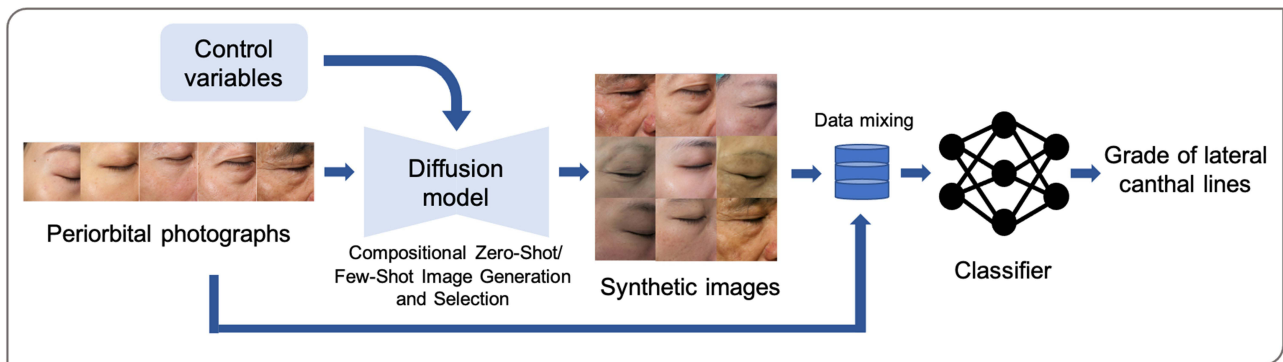 Control
variables
Periorbital photographs
Diffusion
model
Compositional Zero-Shot/
Few-Shot Image Generation
and Selection
Synthetic images
Data mixing
Classifier
Grade of lateral
canthal lines